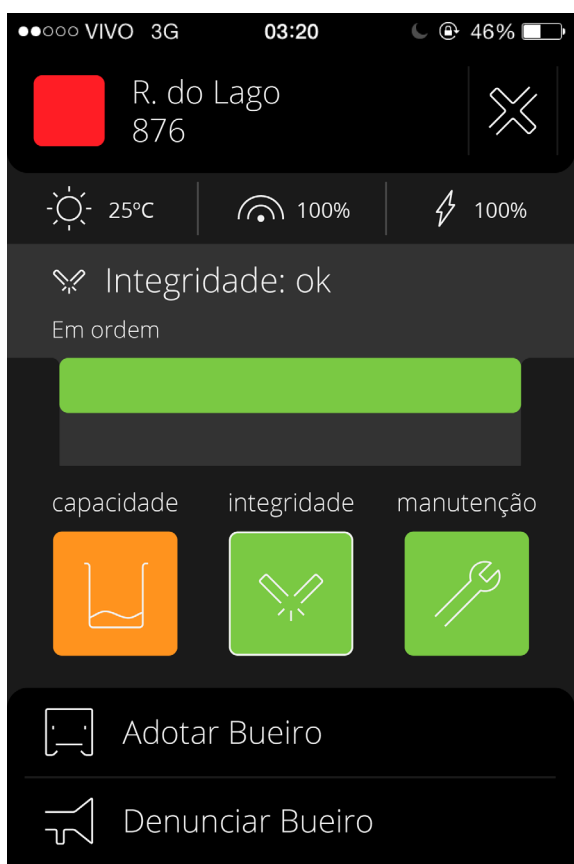 VIVO 3G 03:20 46%
R. do Lago
876
25ºC 100% 100%
Integridade: ok
Em ordem
capacidade integridade manutenção
Adotar Bueiro
Denunciar Bueiro